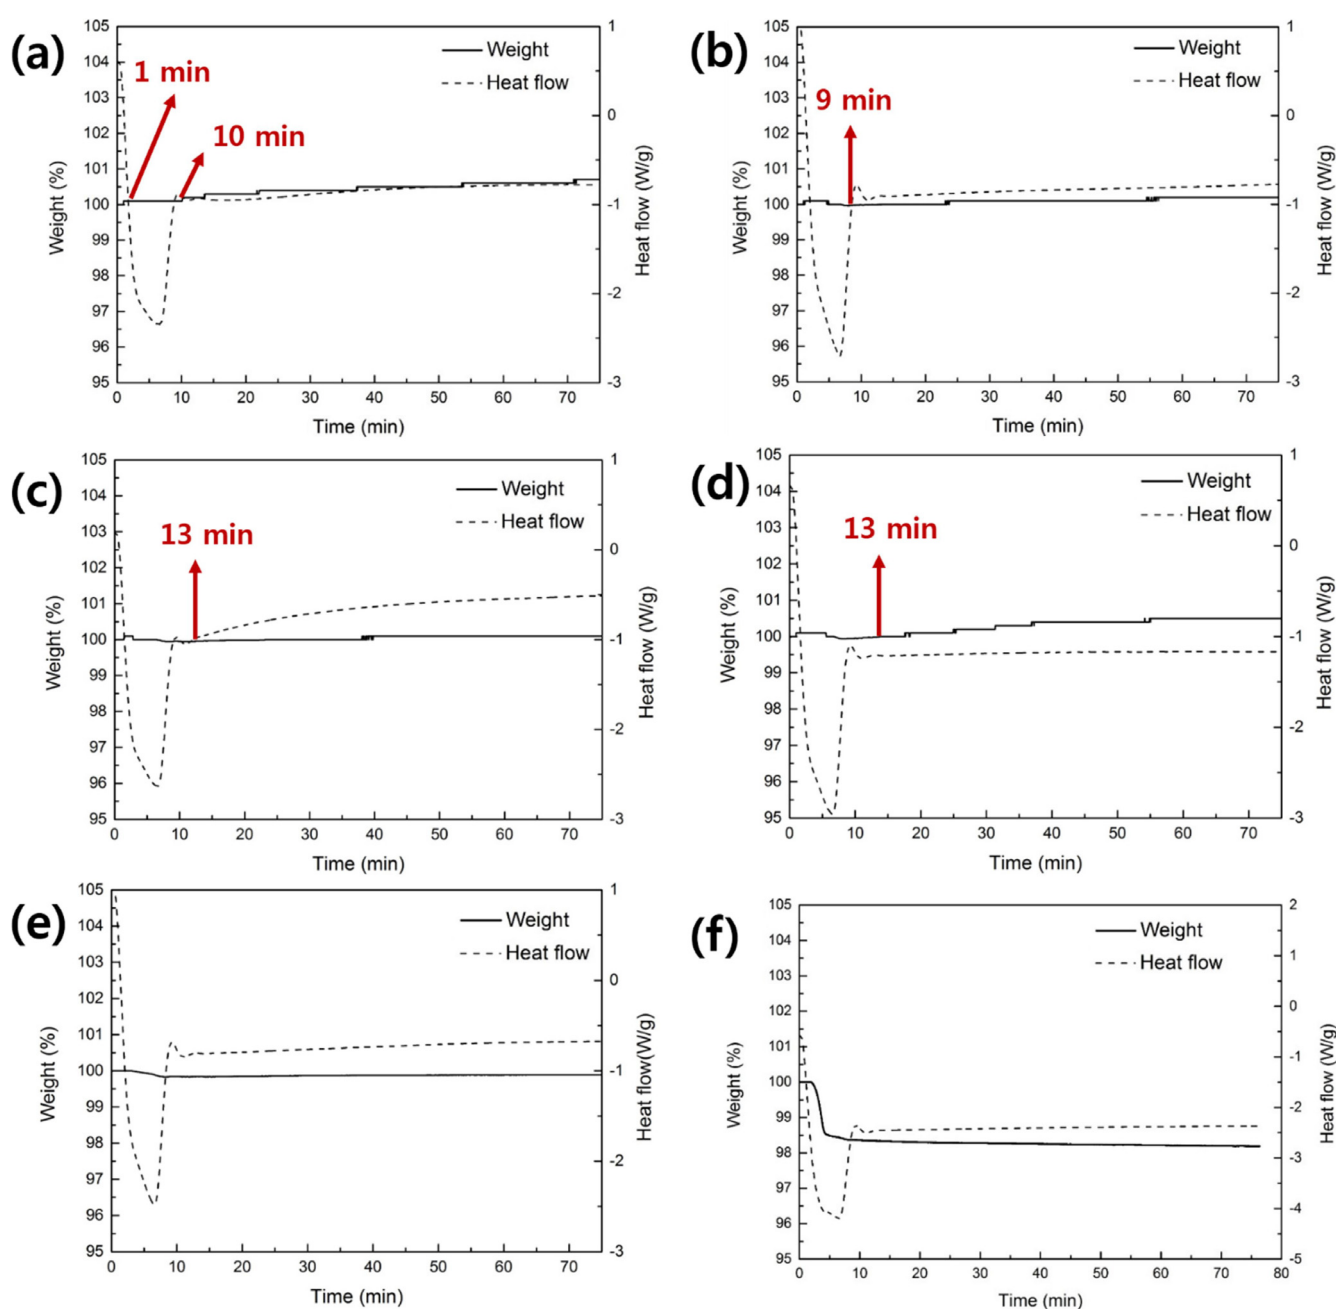 (a)
1 min
10 min
Weight
Heat flow
105
104
103
102
101
100
99
98
97
96
95
Weight (%)
1
0
-1
-2
-3
Heat flow (W/g)
0 10 20 30 40 50 60 70
Time (min)
(b)
9 min
Weight
Heat flow
105
104
103
102
101
100
99
98
97
96
95
Weight (%)
1
0
-1
-2
-3
Heat flow (W/g)
0 10 20 30 40 50 60 70
Time (min)
(c)
13 min
Weight
Heat flow
105
104
103
102
101
100
99
98
97
96
95
Weight (%)
1
0
-1
-2
-3
Heat flow (W/g)
0 10 20 30 40 50 60 70
Time (min)
(d)
13 min
Weight
Heat flow
105
104
103
102
101
100
99
98
97
96
95
Weight (%)
1
0
-1
-2
-3
Heat flow (W/g)
0 10 20 30 40 50 60 70
Time (min)
(e)
Weight
Heat flow
105
104
103
102
101
100
99
98
97
96
95
Weight (%)
1
0
-1
-2
-3
Heat flow(W/g)
0 10 20 30 40 50 60 70
Time (min)
(f)
Weight
Heat flow
105
104
103
102
101
100
99
98
97
96
95
Weight (%)
2
1
0
-1
-2
-3
-4
-5
Heat flow (W/g)
0 10 20 30 40 50 60 70 80
Time (min)